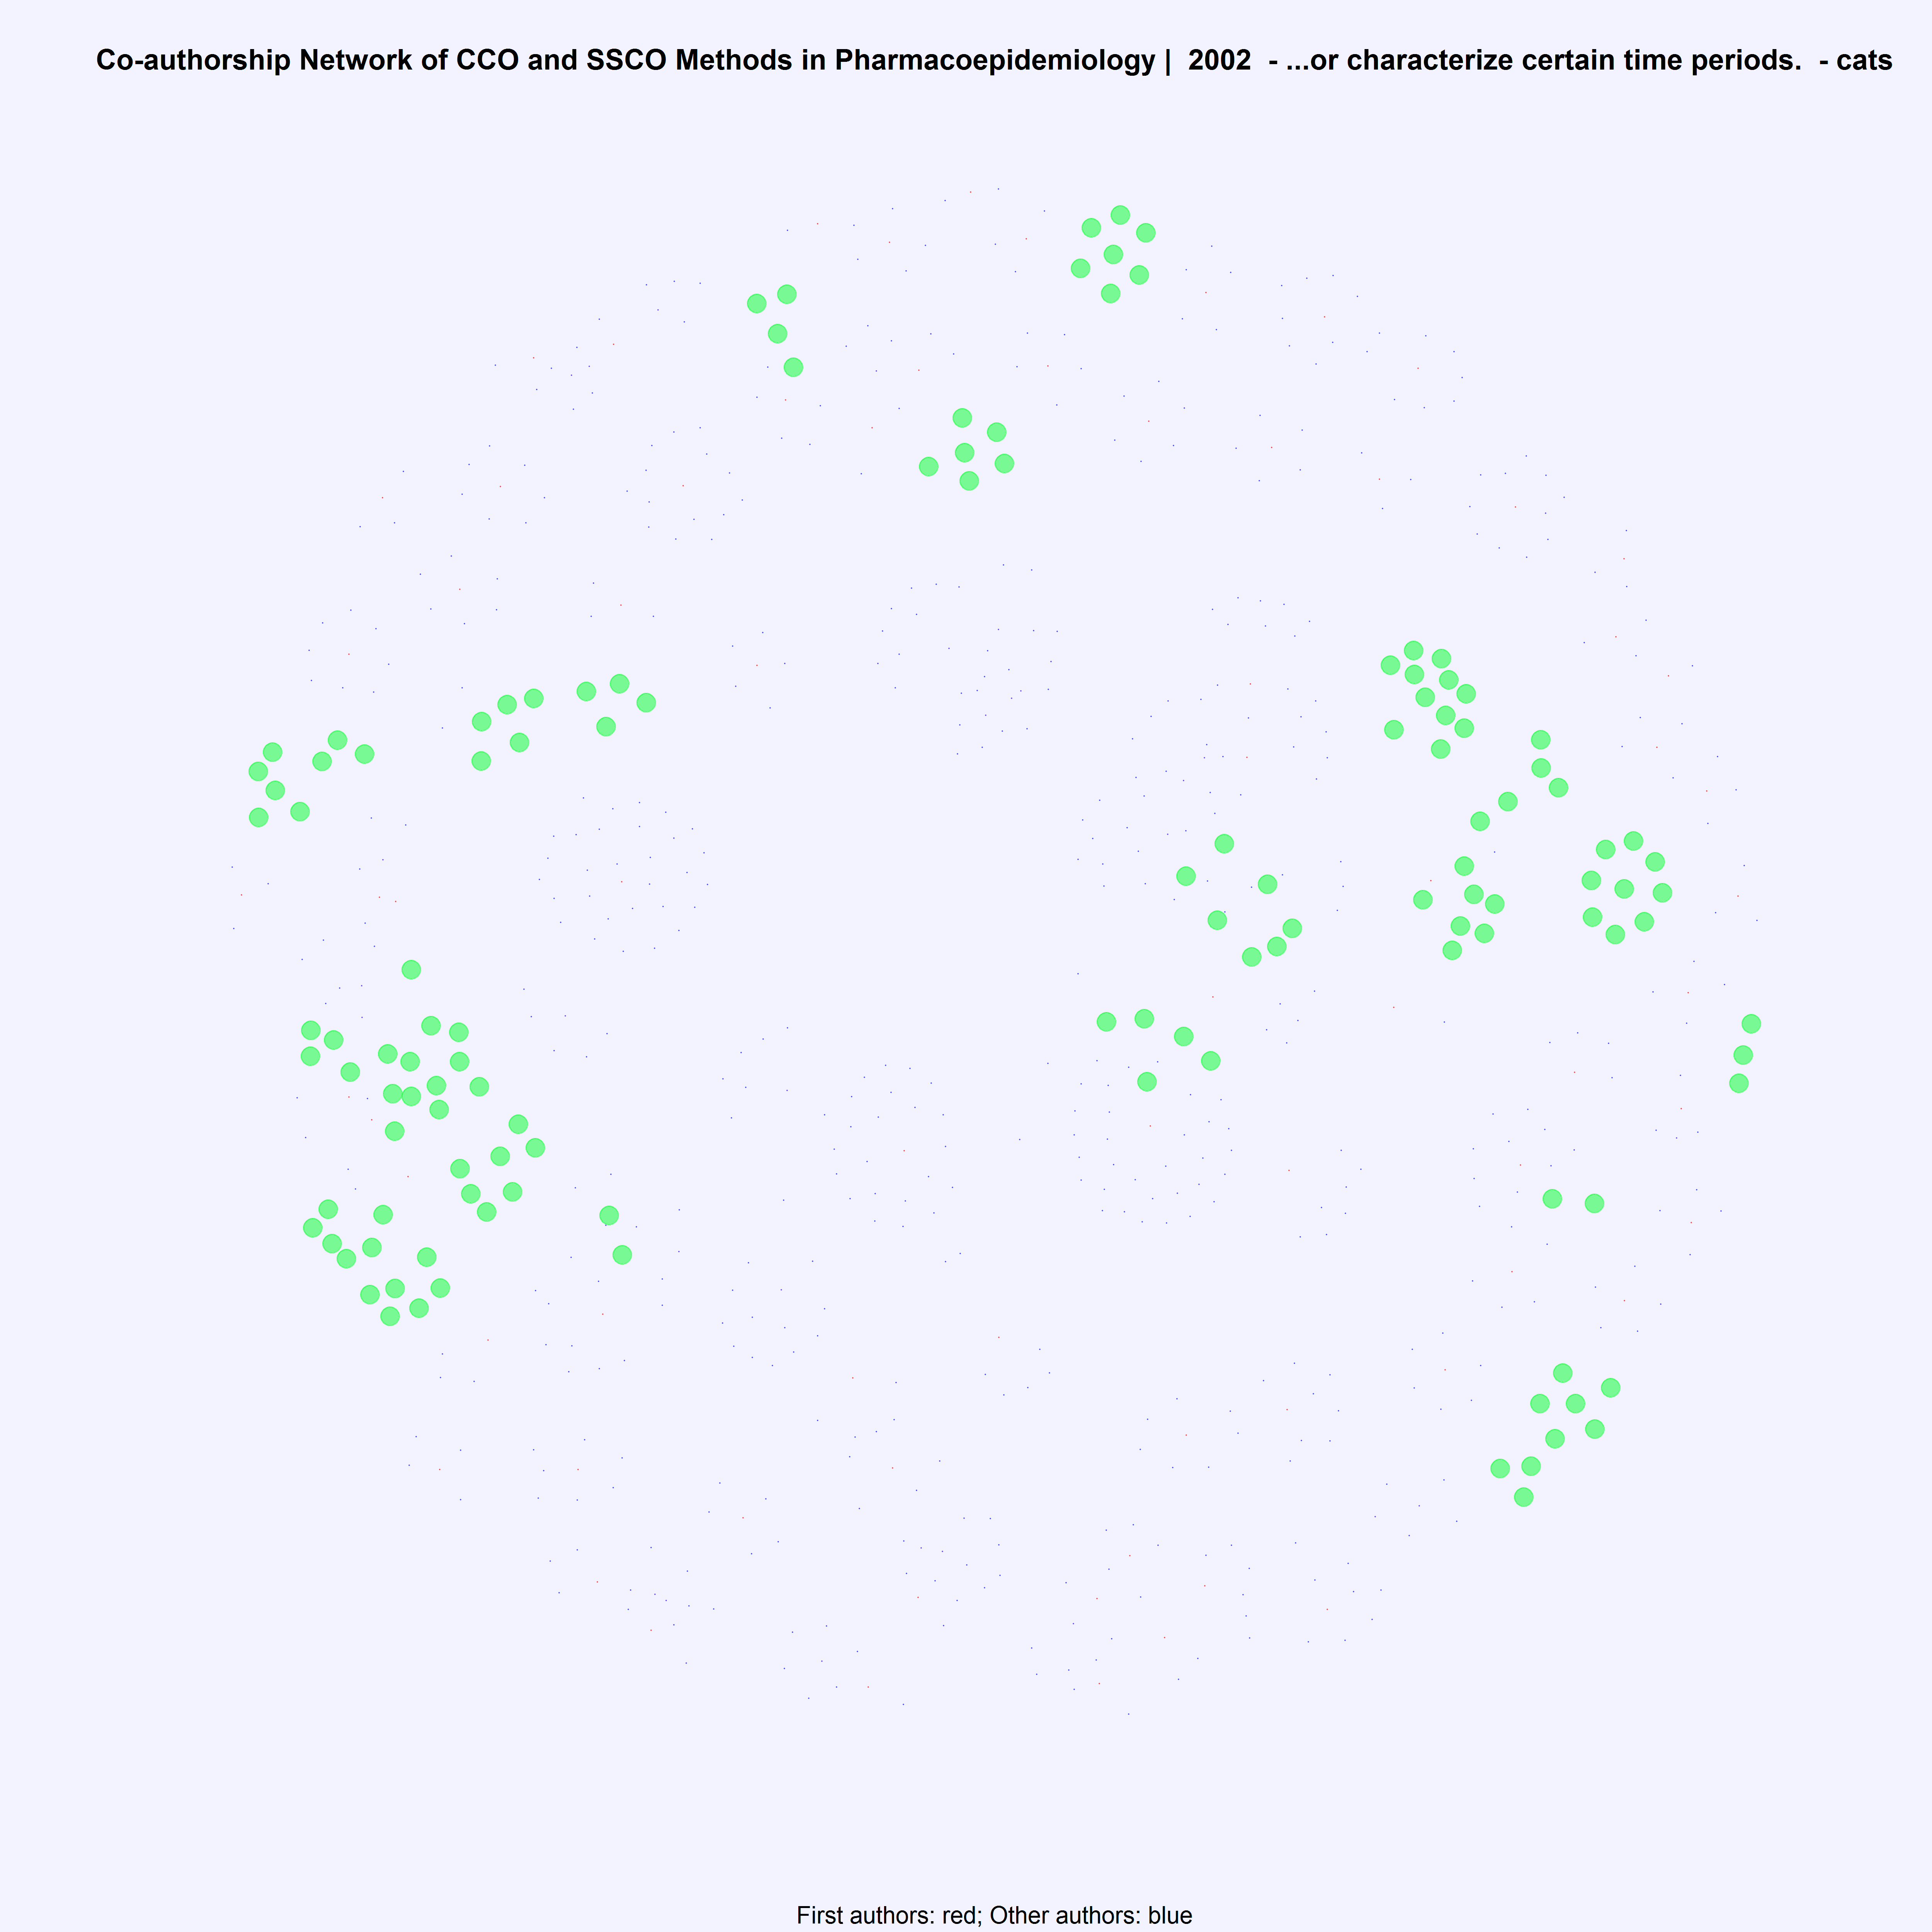 Co-authorship Network of CCO and SSCO Methods in Pharmacoepidemiology | 2002 - ...or characterize certain time periods. - cats
First authors: red; Other authors: blue